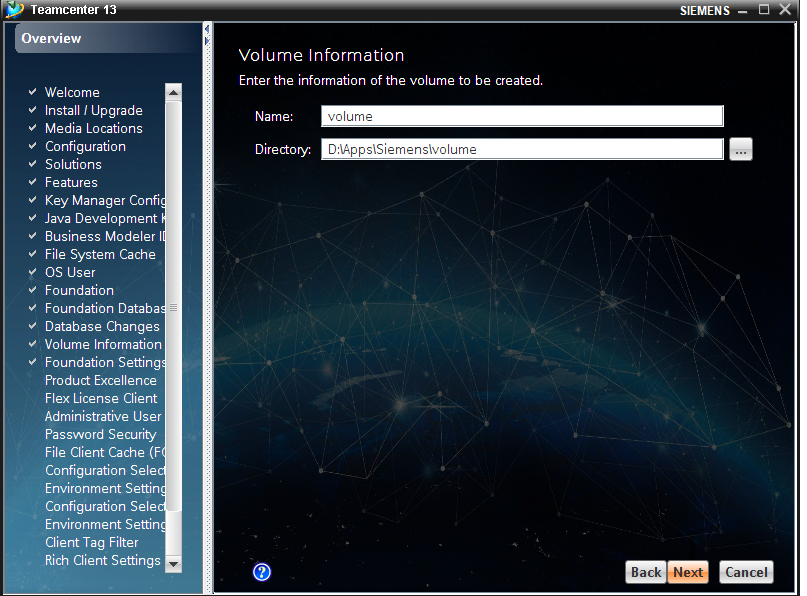 Teamcenter 13
SIEMENS
Overview
Welcome
Install / Upgrade
Media Locations
Configuration
Solutions
Features
Key Manager Config
Java Development K
Business Modeler ID
File System Cache
OS User
Foundation
Foundation Databas
Database Changes
Volume Information
Foundation Settings
Product Excellence
Flex License Client
Administrative User
Password Security
File Client Cache (FC
Configuration Select
Environment Setting
Configuration Select
Environment Setting
Client Tag Filter
Rich Client Settings
Volume Information
Enter the information of the volume to be created.
Name: volume
Directory: D:\Apps\Siemens\volume ...
? Back Next Cancel